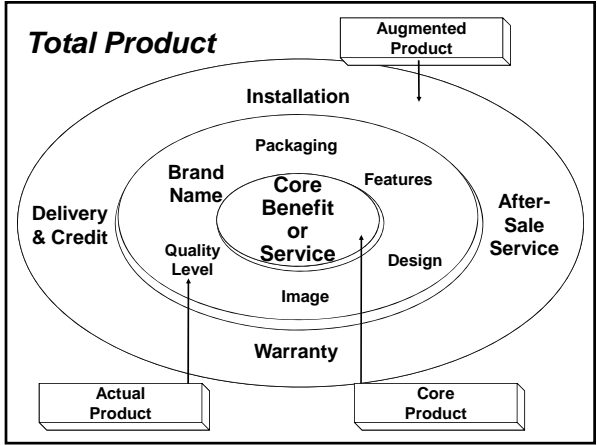 Total Product
Augmented
Product
Installation
Packaging
Brand
Name
Features
Core
Benefit
or
Service
Delivery
& Credit
After-
Sale
Service
Quality
Level
Design
Image
Warranty
Actual
Product
Core
Product